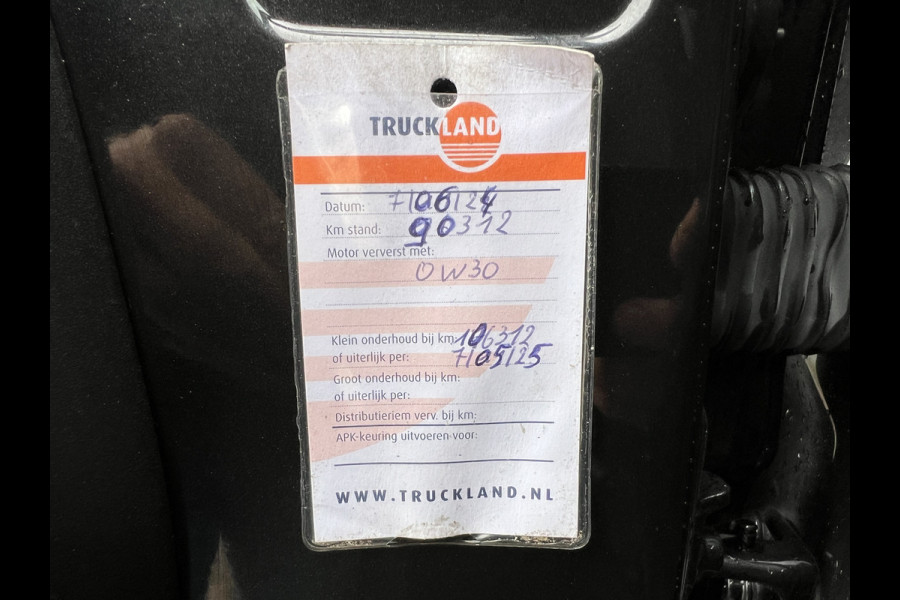 TRUCKLAND
Datum: 7/06/24
Km stand: 90312
Motor ververst met:
0W30
Klein onderhoud bij km: 106312
of uiterlijk per: 7/05/25
Groot onderhoud bij km:
of uiterlijk per:
Distributieriem verv. bij km:
APK-keuring uitvoeren voor:
WWW.TRUCKLAND.NL